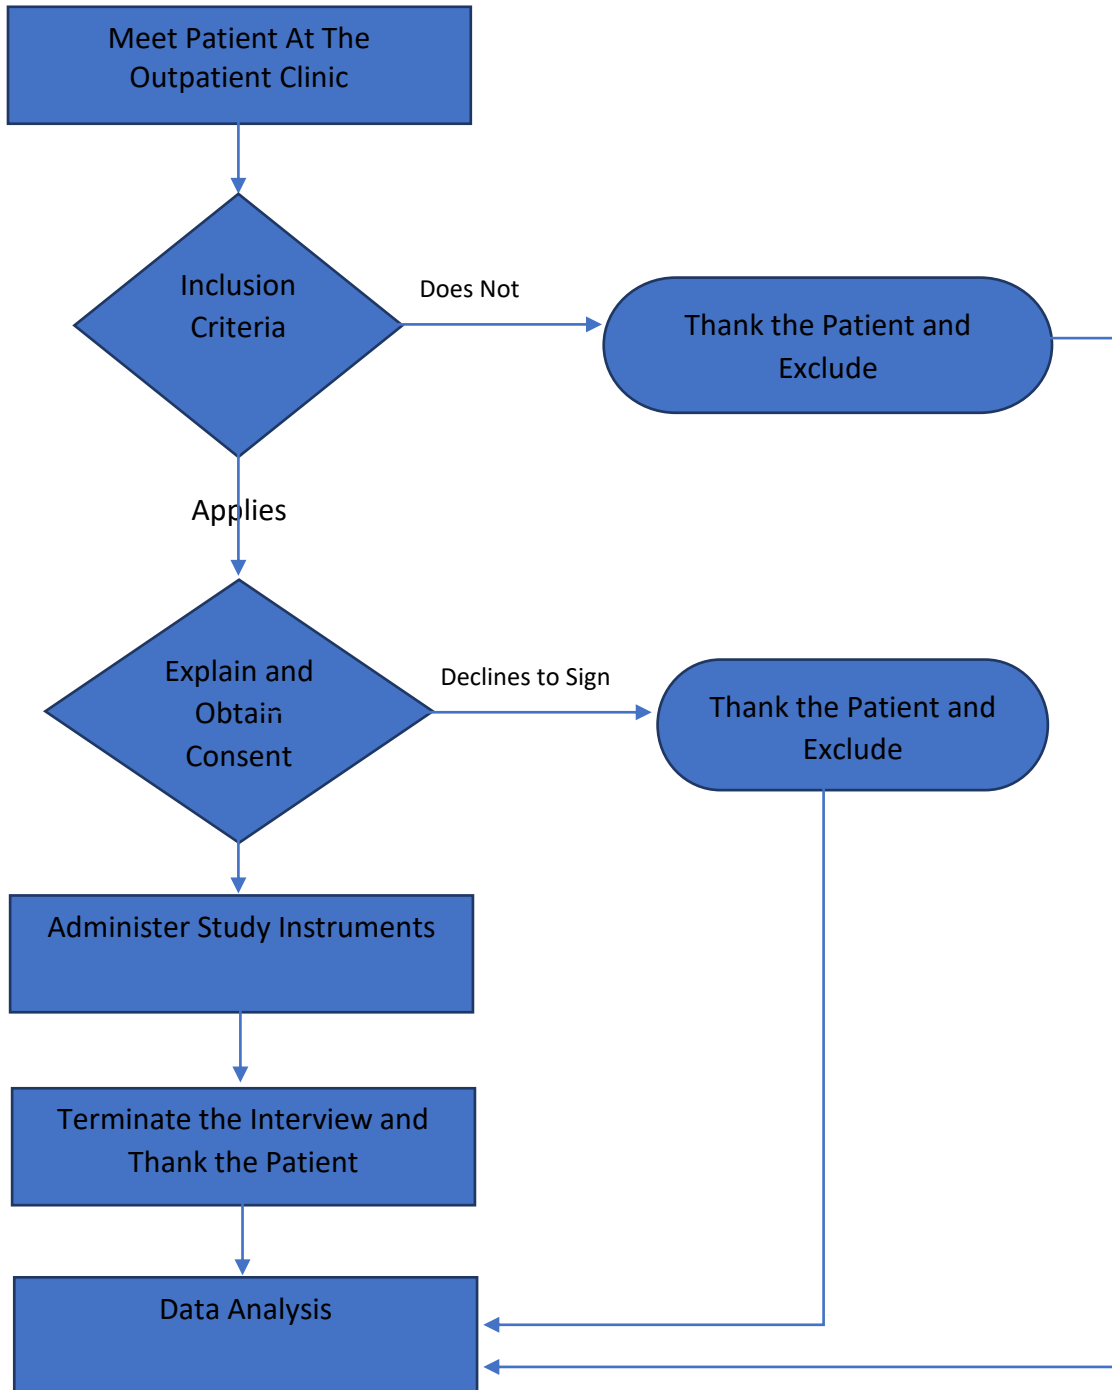 Meet Patient At The
Outpatient Clinic
Inclusion
Criteria
Does Not
Thank the Patient and
Exclude
Applies
Explain and
Obtain
Consent
Declines to Sign
Thank the Patient and
Exclude
Administer Study Instruments
Terminate the Interview and
Thank the Patient
Data Analysis